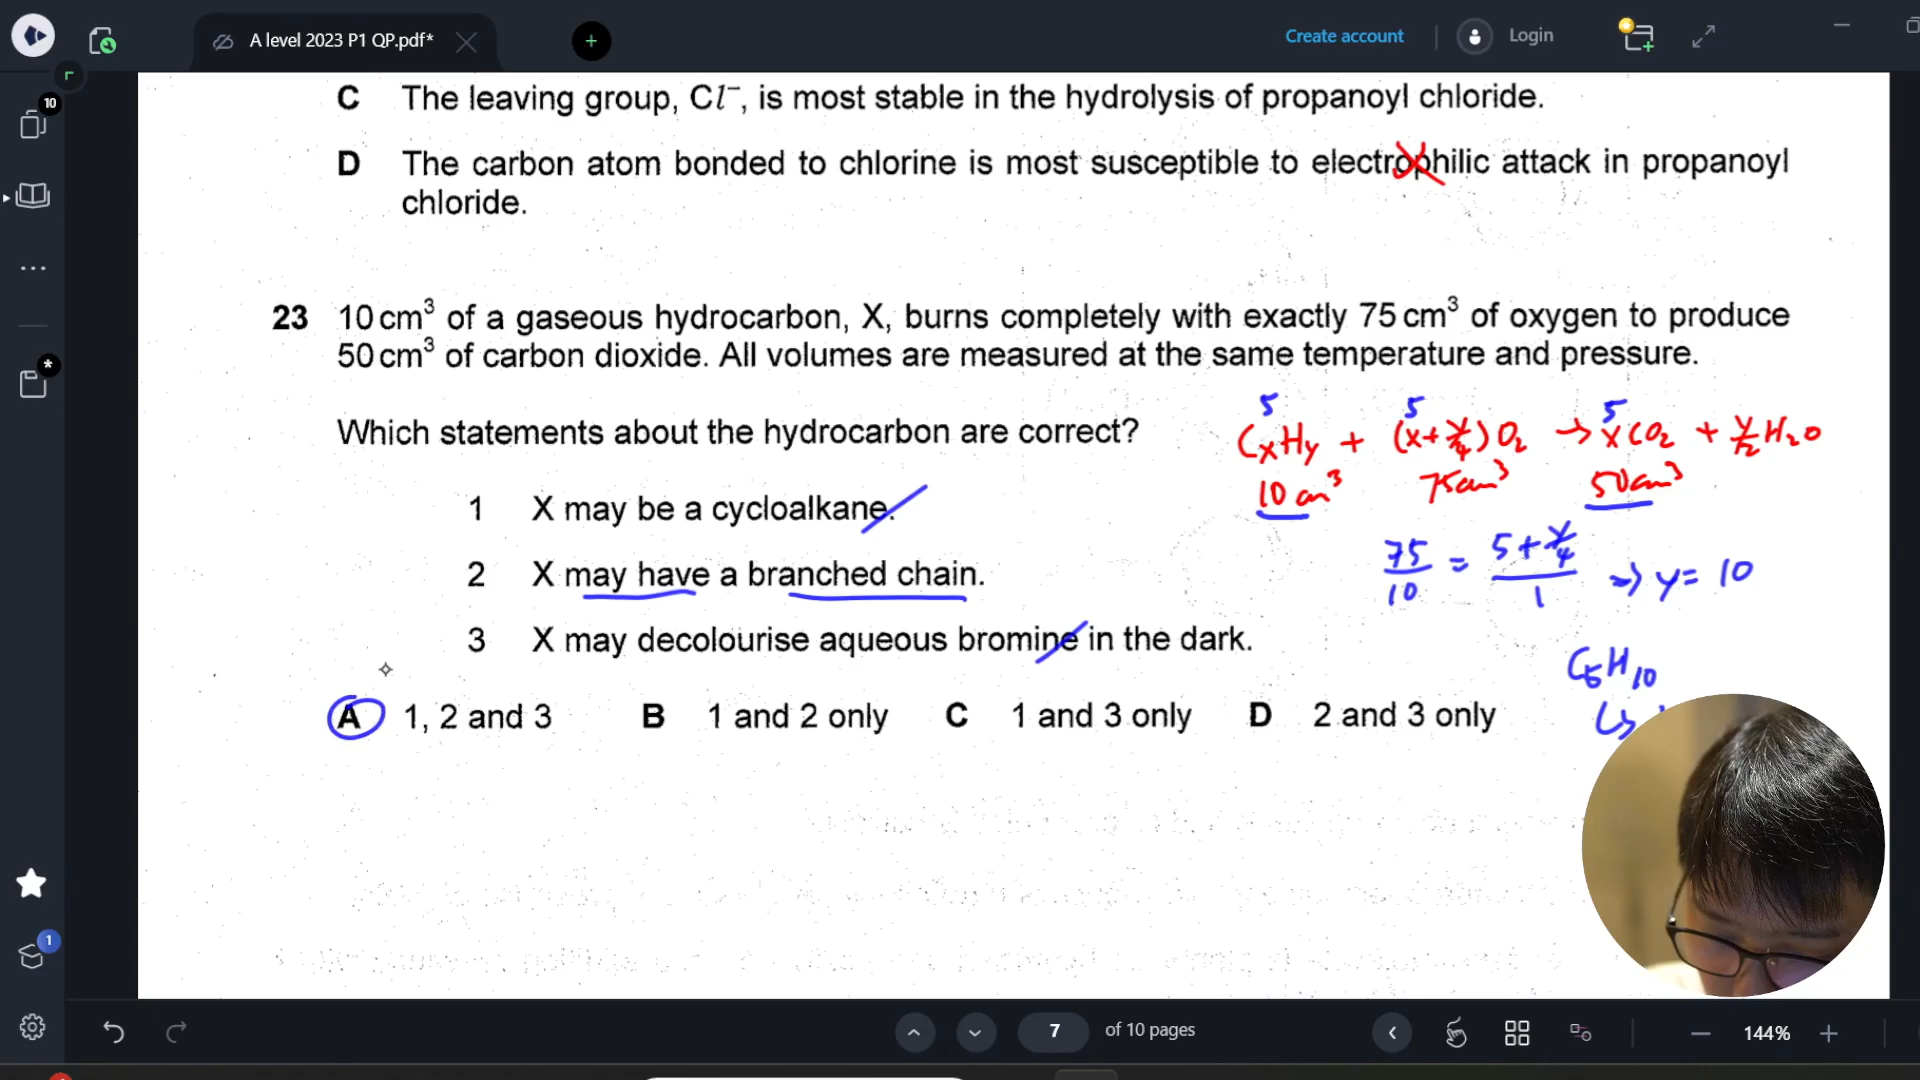 A level 2023 P1 QP.pdf*
Create account
Login
10
C The leaving group, Cl⁻, is most stable in the hydrolysis of propanoyl chloride.
D The carbon atom bonded to chlorine is most susceptible to electrophilic attack in propanoyl
chloride.
23 10 cm³ of a gaseous hydrocarbon, X, burns completely with exactly 75 cm³ of oxygen to produce
50 cm³ of carbon dioxide. All volumes are measured at the same temperature and pressure.
Which statements about the hydrocarbon are correct?
5 5 5
CxHy + (x+y/4)O2 → xCO2 + y/2 H2O
10 cm³ 75cm³ 50cm³
1 X may be a cycloalkane.
75/10 = (5+y/4)/1 ⇒ y = 10
2 X may have a branched chain.
3 X may decolourise aqueous bromine in the dark.
C5H10
A 1, 2 and 3 B 1 and 2 only C 1 and 3 only D 2 and 3 only
1
7 of 10 pages
144%